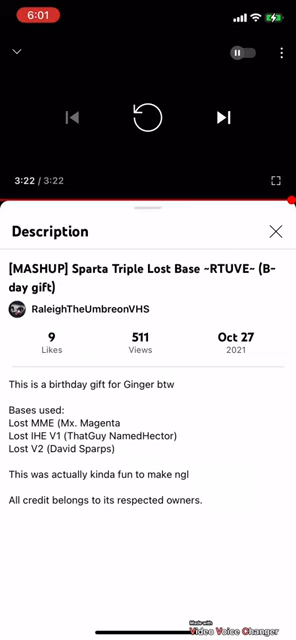 6:01
3:22 / 3:22
Description
[MASHUP] Sparta Triple Lost Base ~RTUVE~ (B-
day gift)
RaleighTheUmbreonVHS
9 511 Oct 27
Likes Views 2021
This is a birthday gift for Ginger btw
Bases used:
Lost MME (Mx. Magenta
Lost IHE V1 (ThatGuy NamedHector)
Lost V2 (David Sparps)
This was actually kinda fun to make ngl
All credit belongs to its respected owners.
Made with
Video Voice Changer